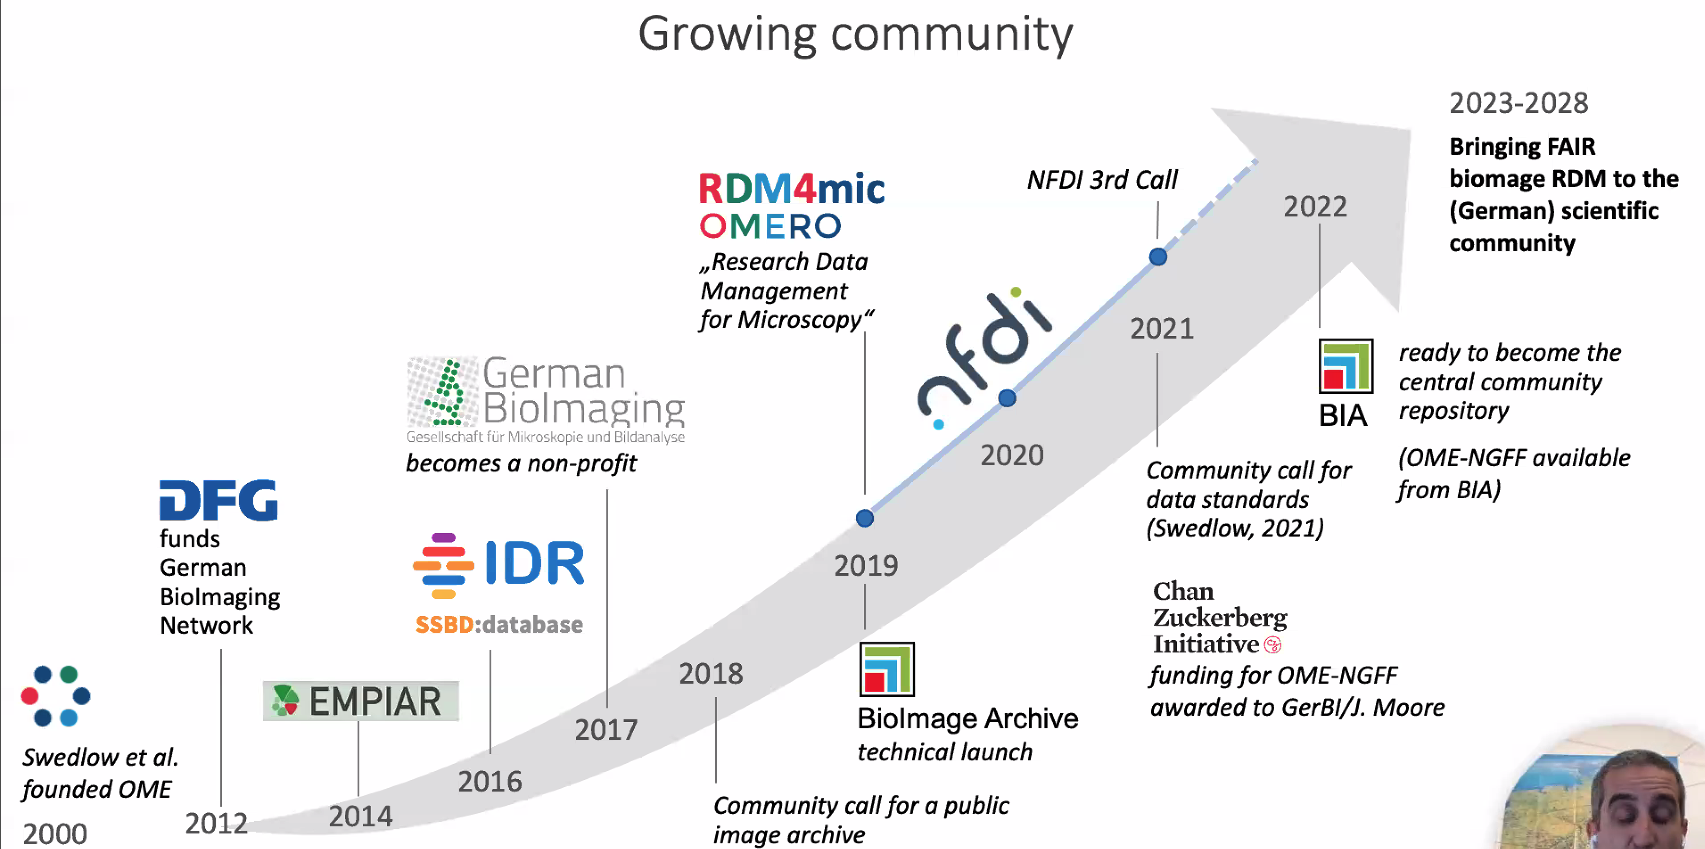 Growing community
2023-2028
Bringing FAIR
biomage RDM to the
(German) scientific
community
RDM4mic
OMERO
„Research Data
Management
for Microscopy“
NFDI 3rd Call
2022
nfdi
2021
German
BioImaging
Gesellschaft für Mikroskopie und Bildanalyse
becomes a non-profit
BIA
ready to become the
central community
repository
(OME-NGFF available
from BIA)
2020
Community call for
data standards
(Swedlow, 2021)
DFG
funds
German
BioImaging
Network
IDR
SSBD:database
2019
Chan
Zuckerberg
Initiative
funding for OME-NGFF
awarded to GerBI/J. Moore
EMPIAR
2018
BioImage Archive
technical launch
2017
Swedlow et al.
founded OME
2000
2012
2014
2016
Community call for a public
image archive